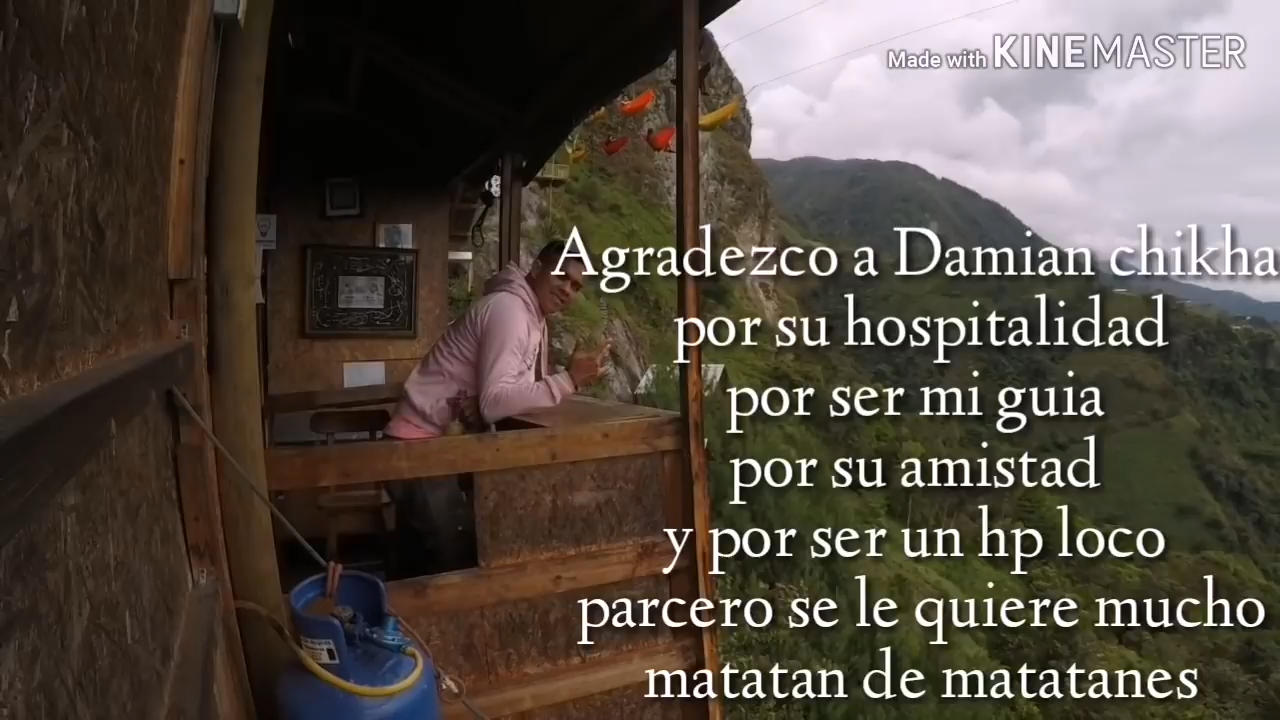 Made with KINEMASTER
Agradezco a Damian chikha
por su hospitalidad
por ser mi guia
por su amistad
y por ser un hp loco
parcero se le quiere mucho
matatan de matatanes